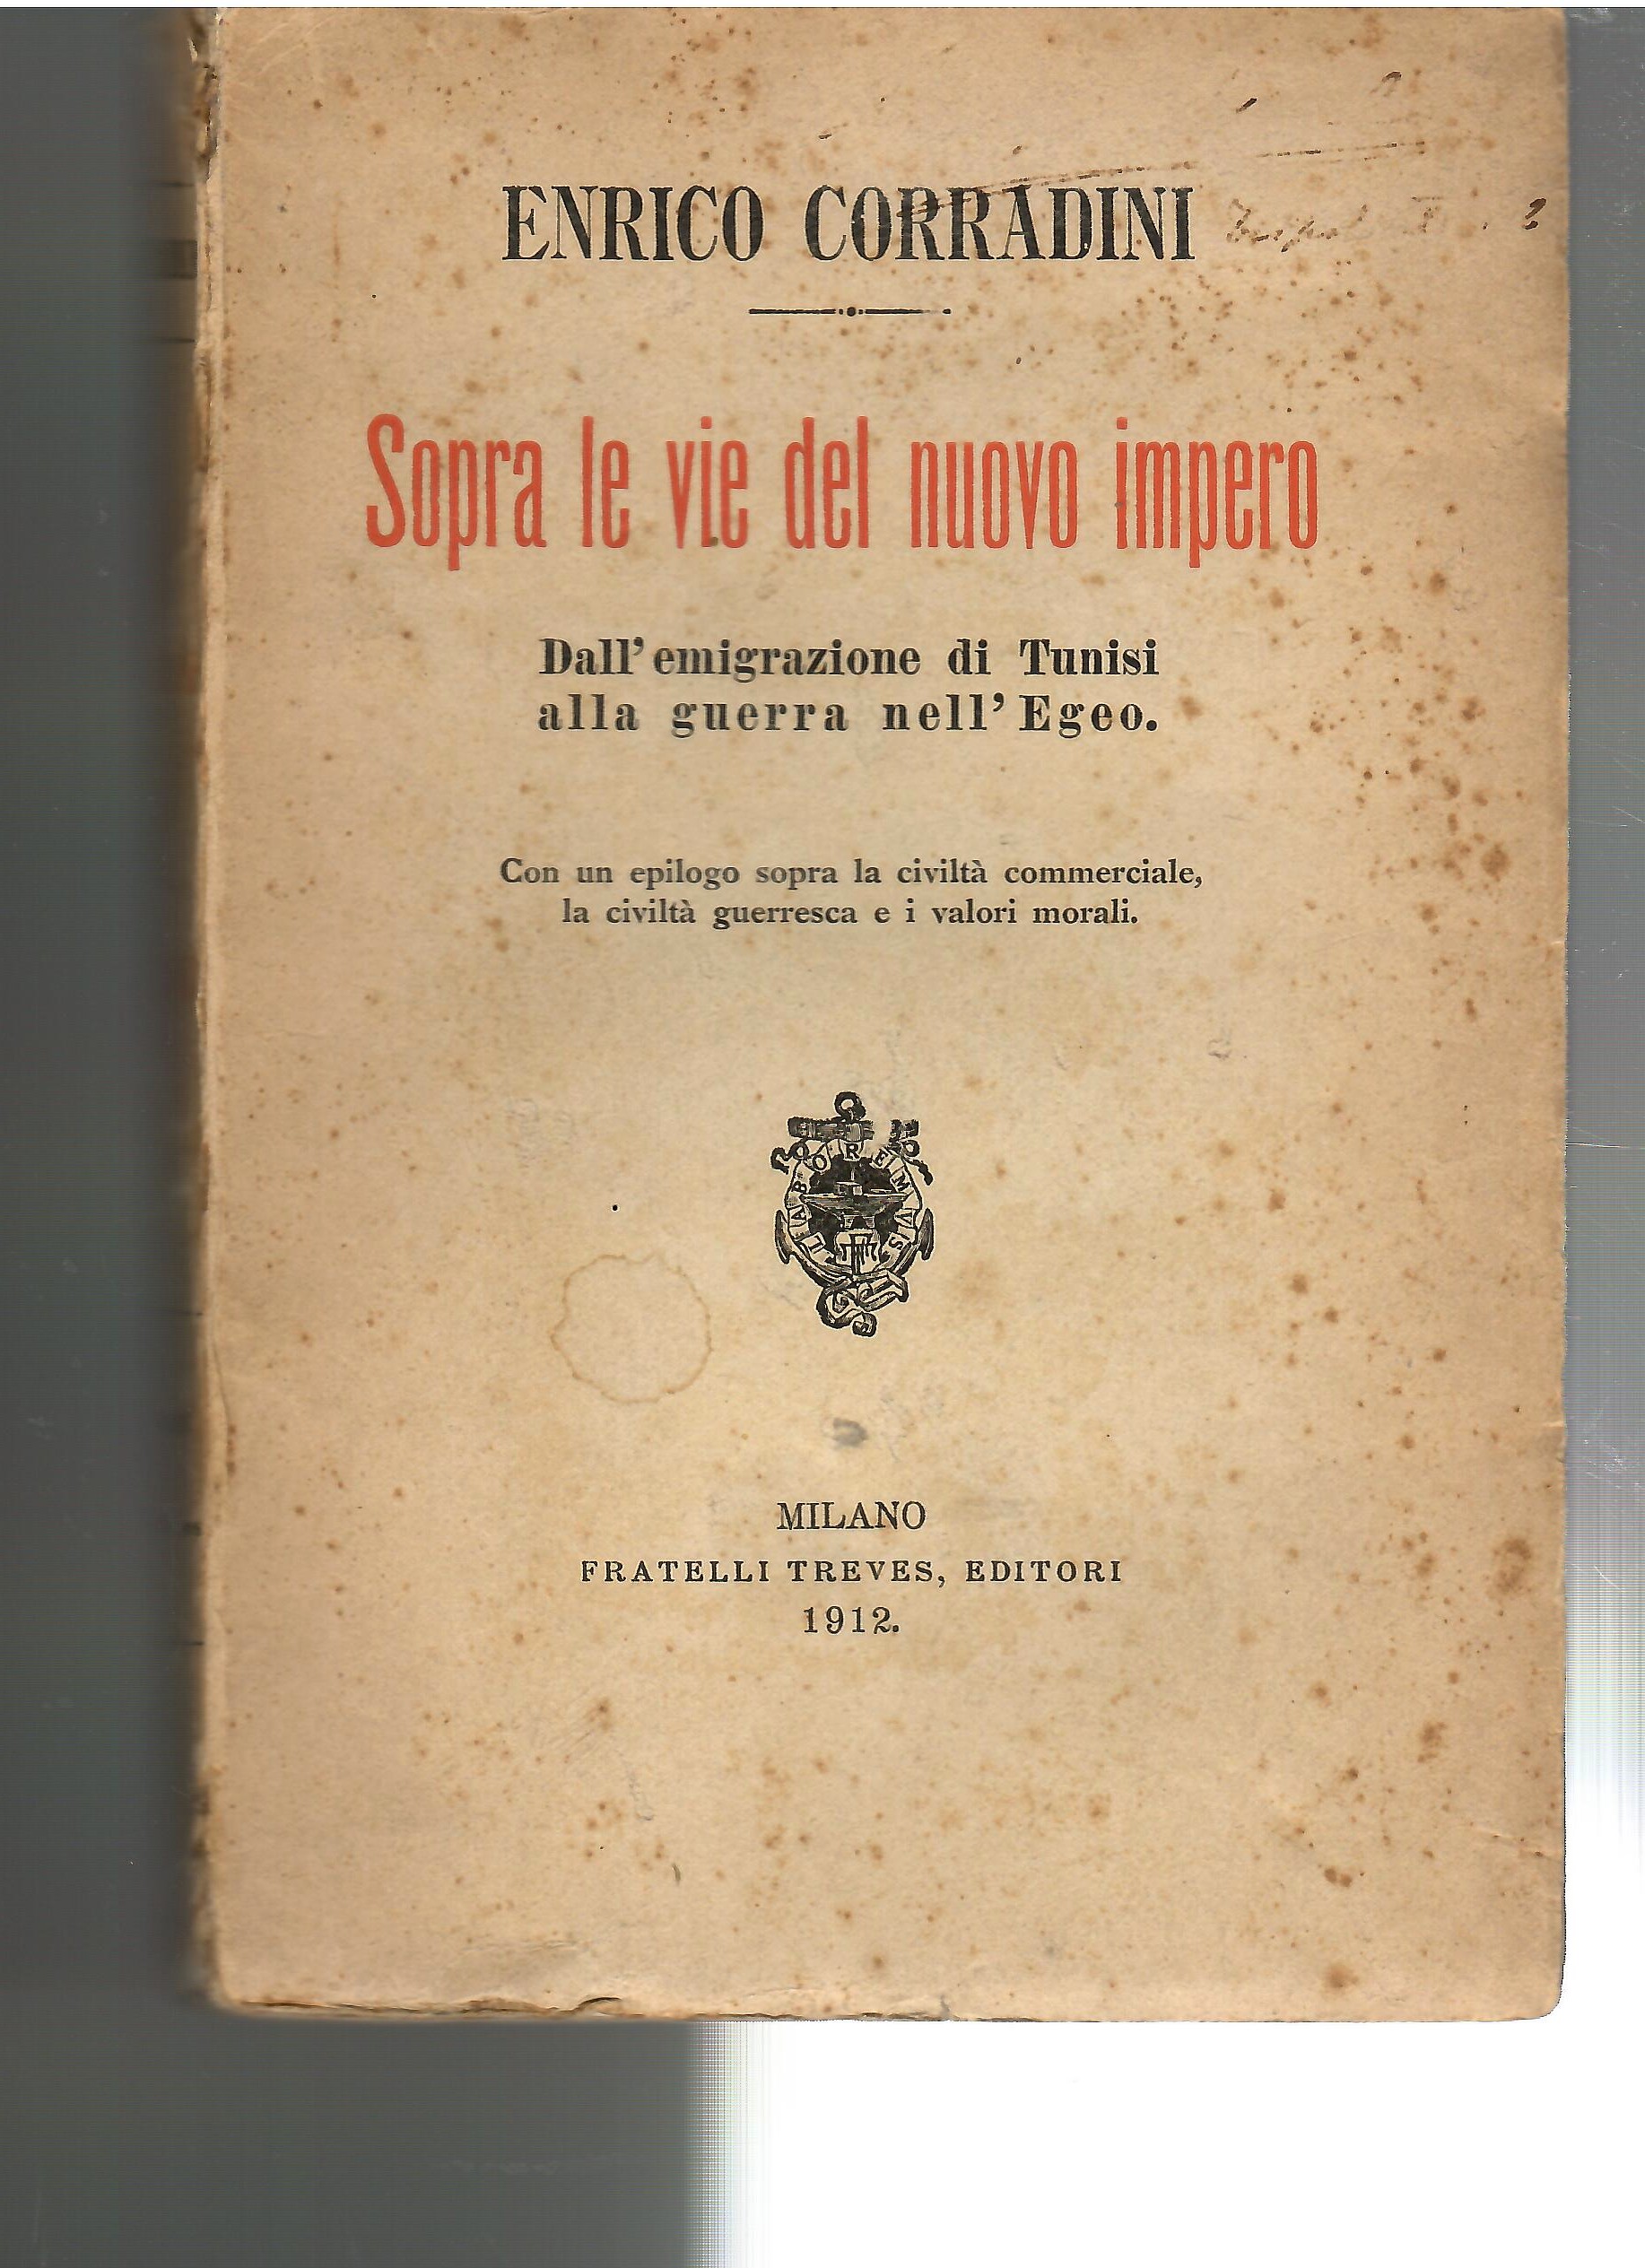 ENRICO CORRADINI
Sopra le vie del nuovo impero
Dall'emigrazione di Tunisi
alla guerra nell'Egeo.
Con un epilogo sopra la civiltà commerciale,
la civiltà guerresca e i valori morali.
LABOREMVS
MILANO
FRATELLI TREVES, EDITORI
1912.